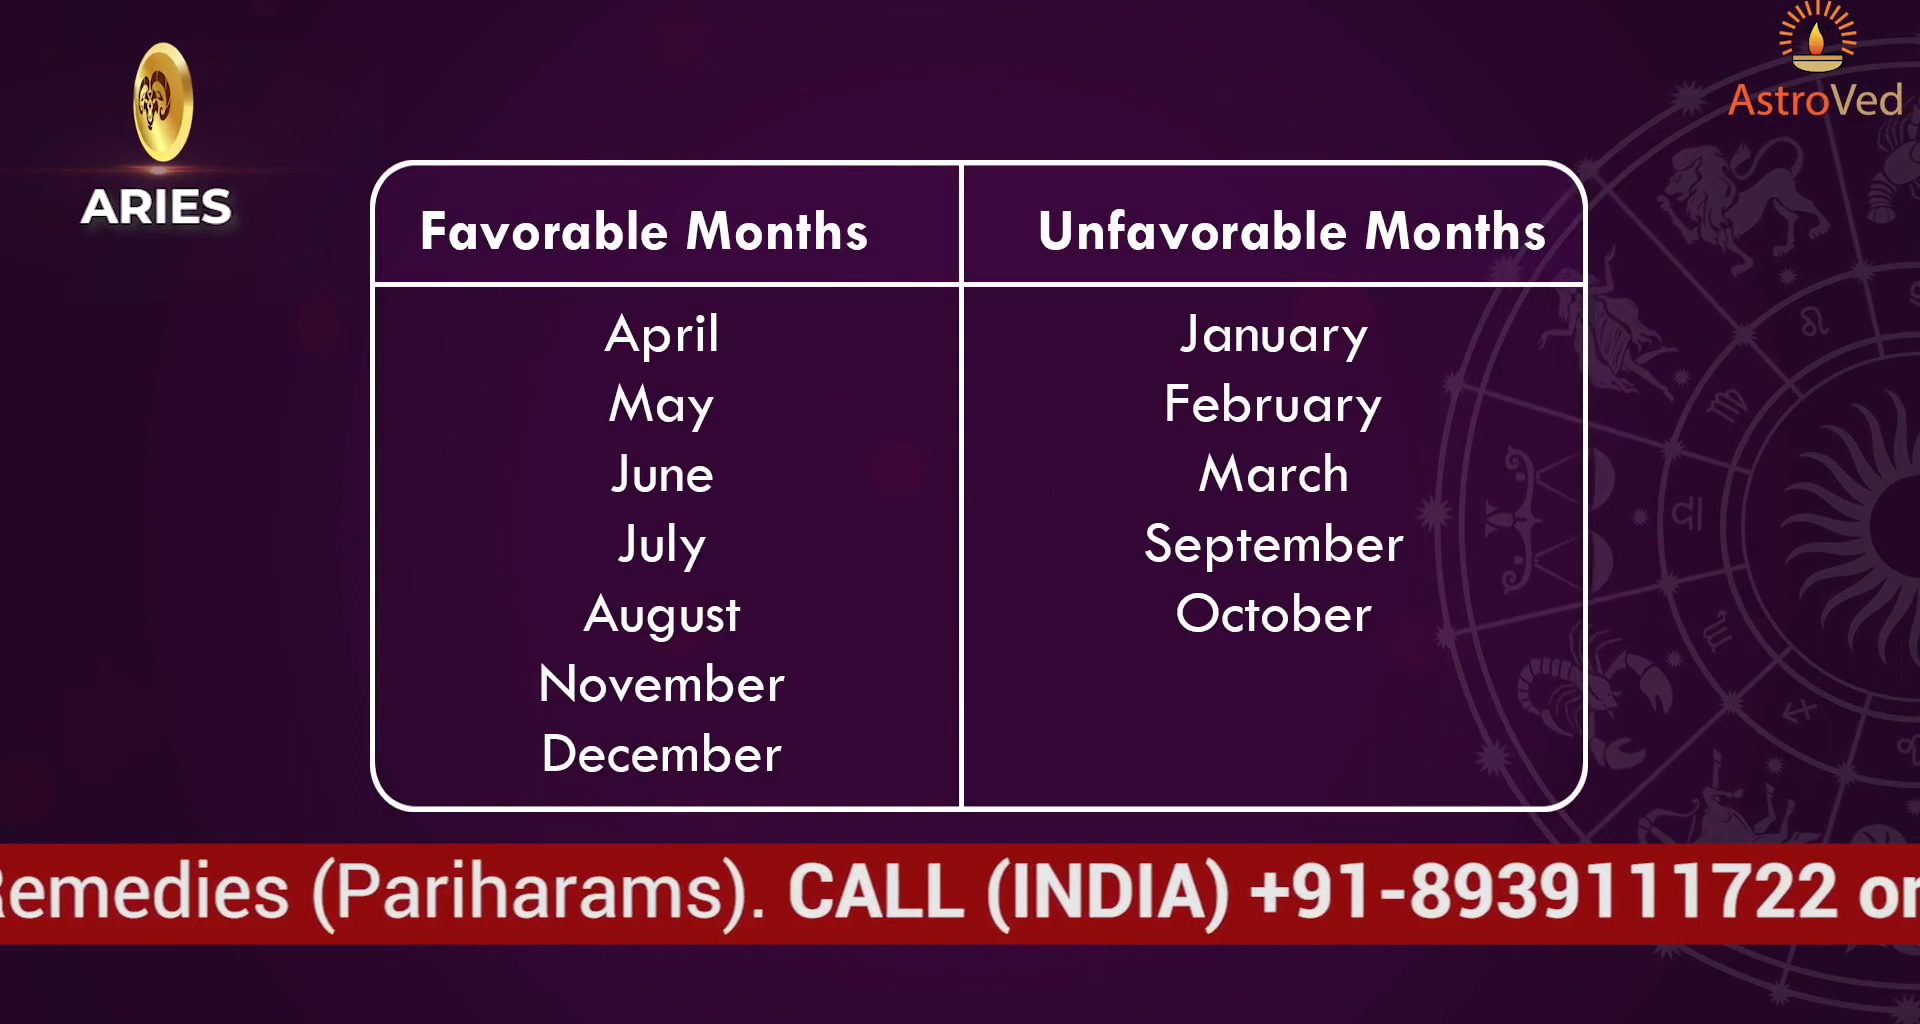 AstroVed
ARIES
Favorable Months
Unfavorable Months
April
May
June
July
August
November
December
January
February
March
September
October
Remedies (Pariharams). CALL (INDIA) +91-8939111722 or